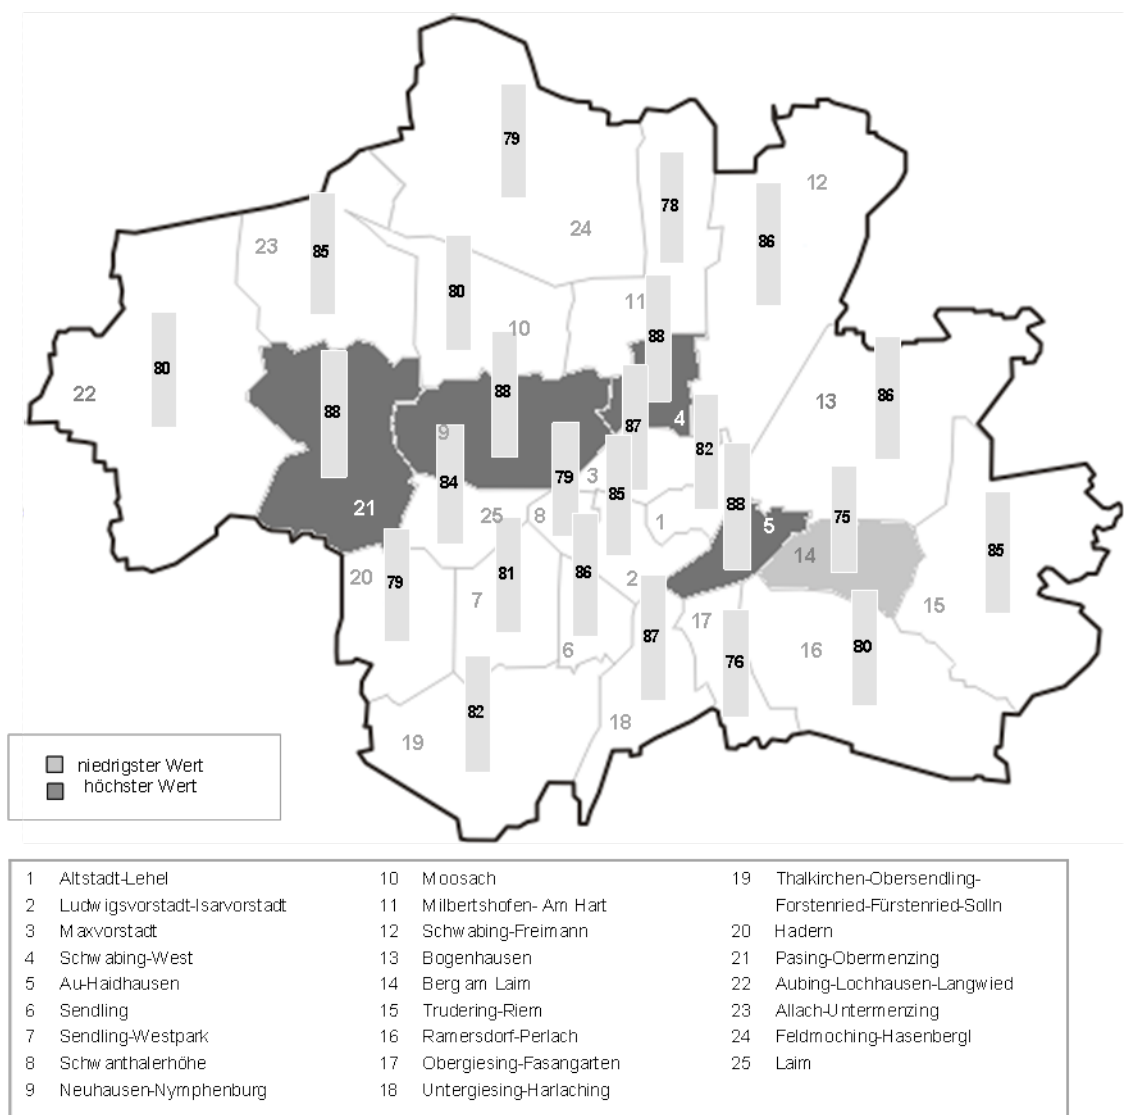 79
12
78
24
86
23
85
80
11
10
88
80
22
88
86
13
88
87
4
9
82
84
79
3
85
88
75
21
25
8
1
5
14
85
20
79
7
81
86
2
15
17
6
87
76
16
80
82
19
18
niedrigster Wert
höchster Wert
1 Altstadt-Lehel
2 Ludwigsvorstadt-Isarvorstadt
3 Maxvorstadt
4 Schwabing-West
5 Au-Haidhausen
6 Sendling
7 Sendling-Westpark
8 Schwanthalerhöhe
9 Neuhausen-Nymphenburg
10 Moosach
11 Milbertshofen- Am Hart
12 Schwabing-Freimann
13 Bogenhausen
14 Berg am Laim
15 Trudering-Riem
16 Ramersdorf-Perlach
17 Obergiesing-Fasangarten
18 Untergiesing-Harlaching
19 Thalkirchen-Obersendling-
Forstenried-Fürstenried-Solln
20 Hadern
21 Pasing-Obermenzing
22 Aubing-Lochhausen-Langwied
23 Allach-Untermenzing
24 Feldmoching-Hasenbergl
25 Laim